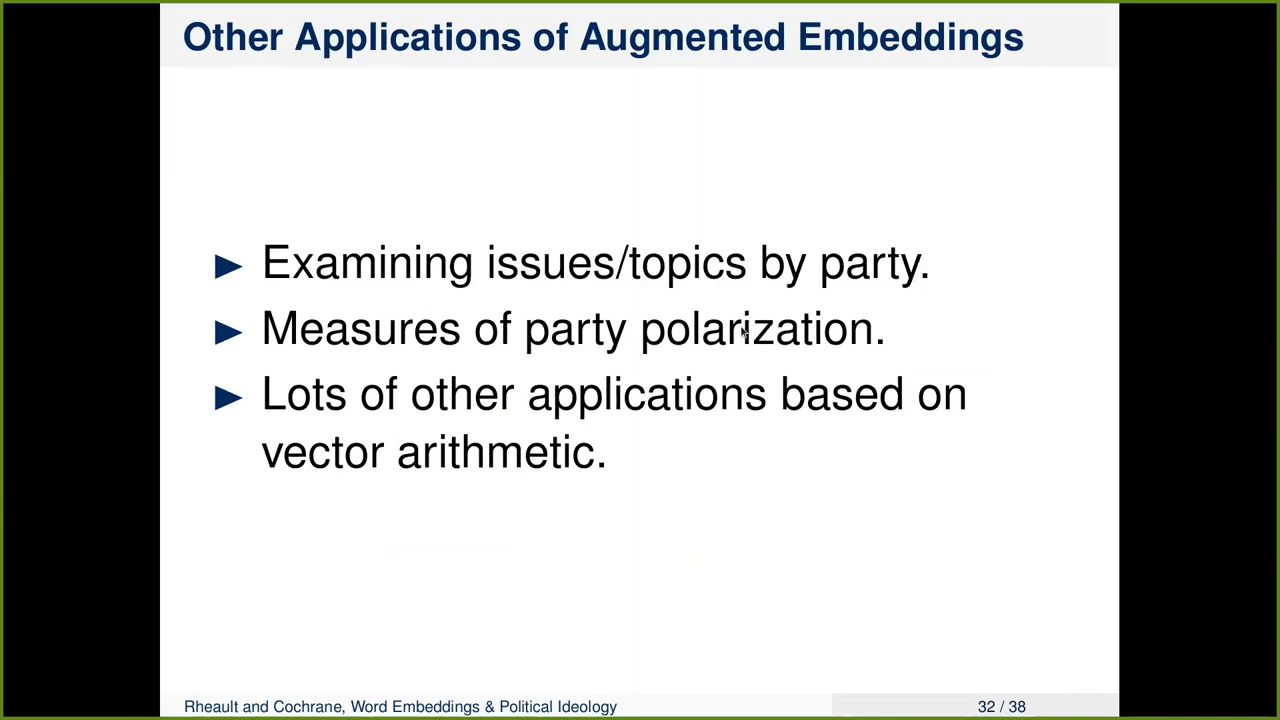 Other Applications of Augmented Embeddings
Examining issues/topics by party.
Measures of party polarization.
Lots of other applications based on
vector arithmetic.
Rheault and Cochrane, Word Embeddings & Political Ideology
32 / 38